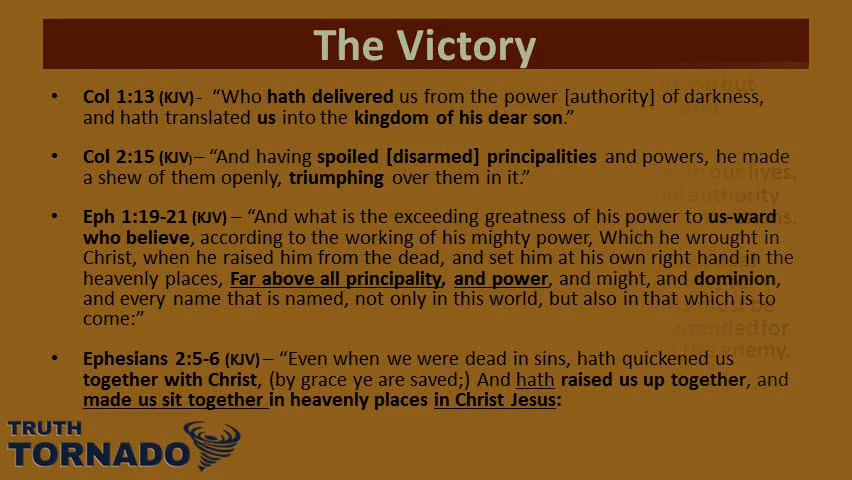 The Victory
• Col 1:13 (KJV) - “Who hath delivered us from the power [authority] of darkness,
and hath translated us into the kingdom of his dear son.”
• Col 2:15 (KJV) – “And having spoiled [disarmed] principalities and powers, he made
a shew of them openly, triumphing over them in it.”
• Eph 1:19-21 (KJV) – “And what is the exceeding greatness of his power to us-ward
who believe, according to the working of his mighty power, Which he wrought in
Christ, when he raised him from the dead, and set him at his own right hand in the
heavenly places, Far above all principality, and power, and might, and dominion,
and every name that is named, not only in this world, but also in that which is to
come:”
• Ephesians 2:5-6 (KJV) – “Even when we were dead in sins, hath quickened us
together with Christ, (by grace ye are saved;) And hath raised us up together, and
made us sit together in heavenly places in Christ Jesus:
but
our lives.
authority
be
intended for
the enemy.
TRUTH
TORNADO